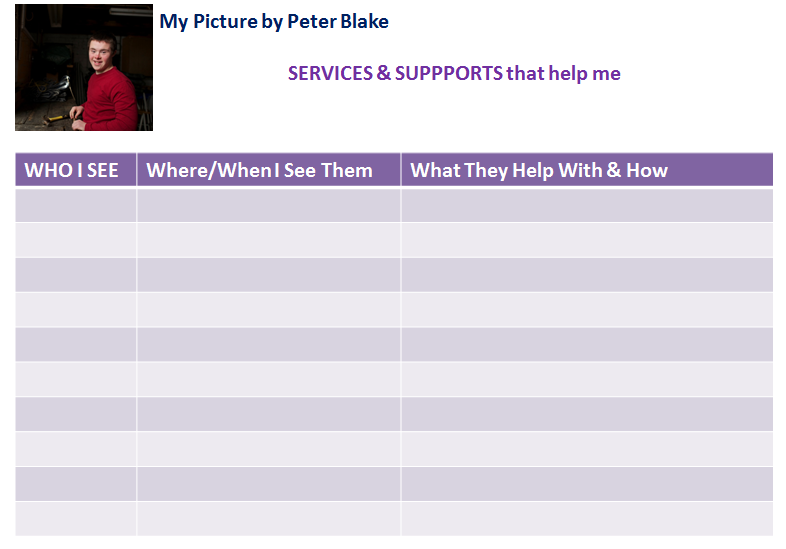 My Picture by Peter Blake
SERVICES & SUPPPORTS that help me
WHO I SEE Where/When I See Them What They Help With & How